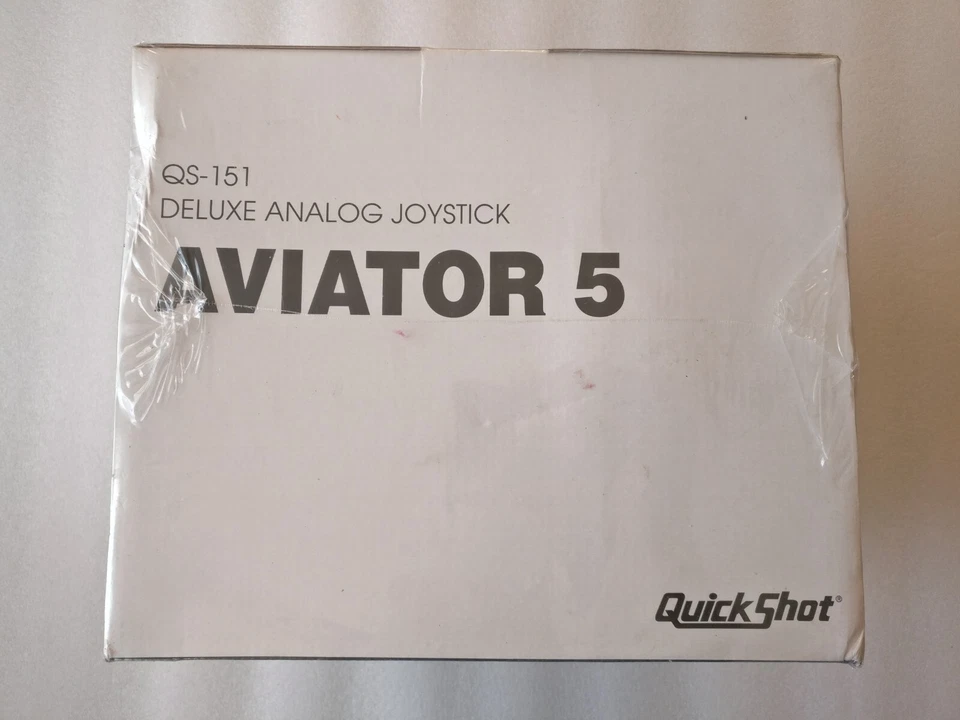 QS-151
DELUXE ANALOG JOYSTICK
AVIATOR 5
QuickShot®